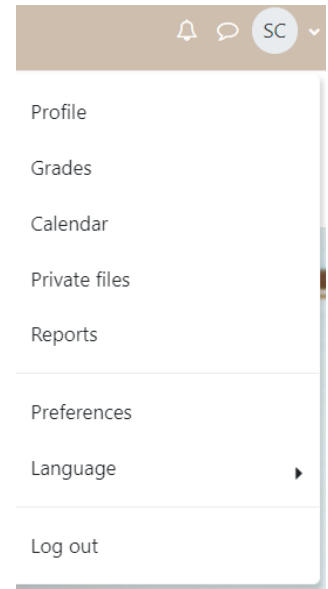 SC
Profile
Grades
Calendar
Private files
Reports
Preferences
Language
Log out